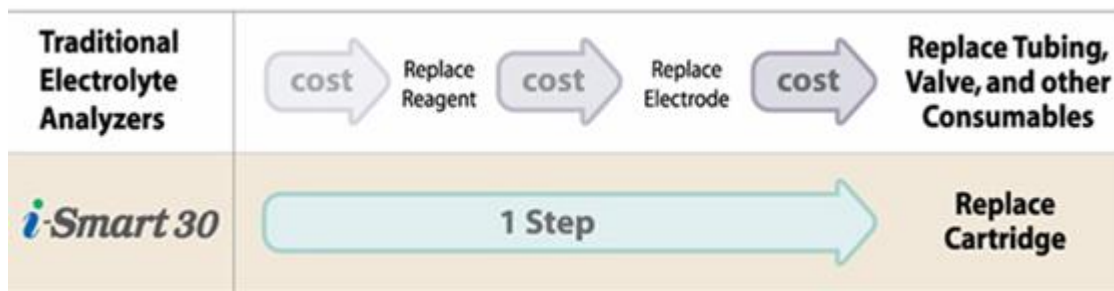 Traditional
Electrolyte
Analyzers
cost
Replace
Reagent
cost
Replace
Electrode
cost
Replace Tubing,
Valve, and other
Consumables
i-Smart 30
1 Step
Replace
Cartridge